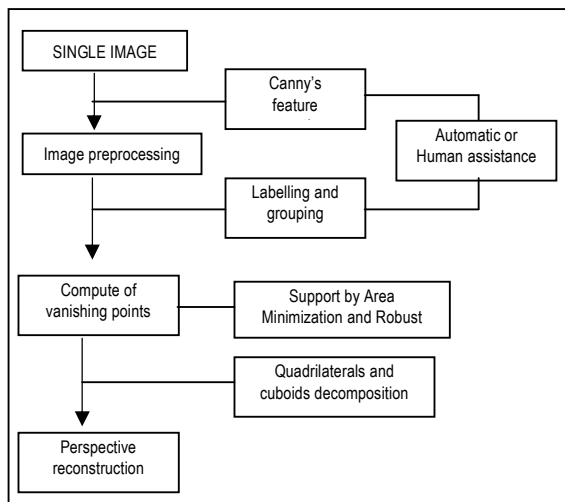 SINGLE IMAGE
Canny's
feature
Image preprocessing
Automatic or
Human assistance
Labelling and
grouping
Compute of
vanishing points
Support by Area
Minimization and Robust
Quadrilaterals and
cuboids decomposition
Perspective
reconstruction